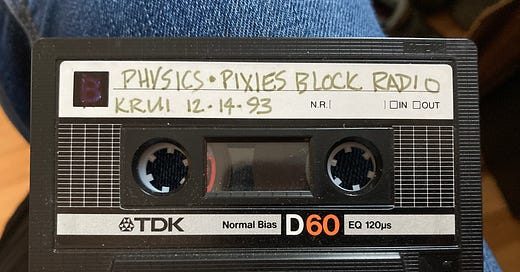 B PHYSICS • PIXIES BLOCK RADIO
KRUI 12•14•93 N.R.[ ] IN OUT
TDK Normal Bias D60 EQ 120μs